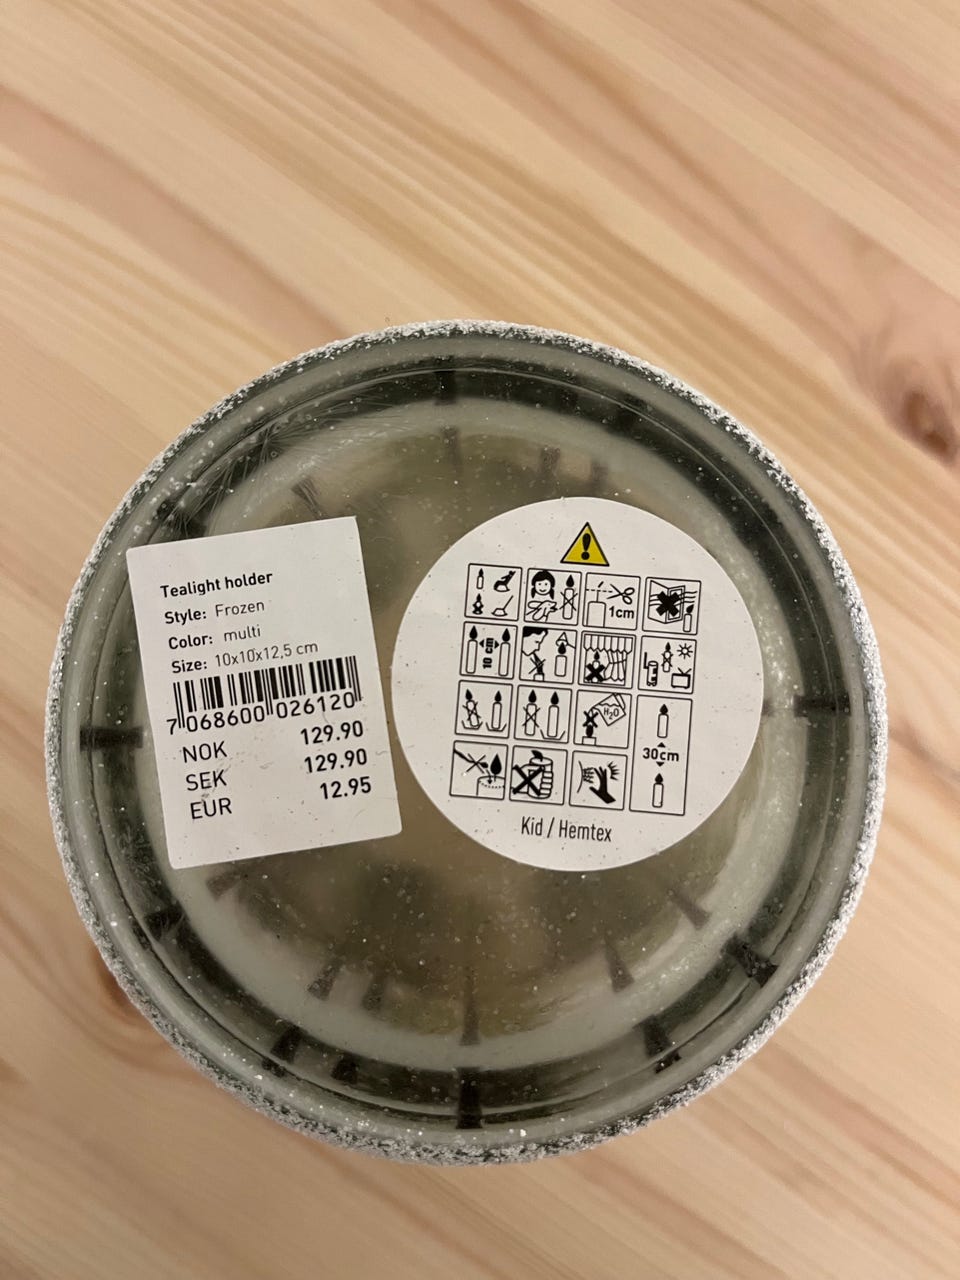 Tealight holder
Style: Frozen
Color: multi
Size: 10x10x12,5 cm
7 068600 026120
NOK 129.90
SEK 129.90
EUR 12.95
1cm
10 cm
H₂O
30cm
Kid / Hemtex